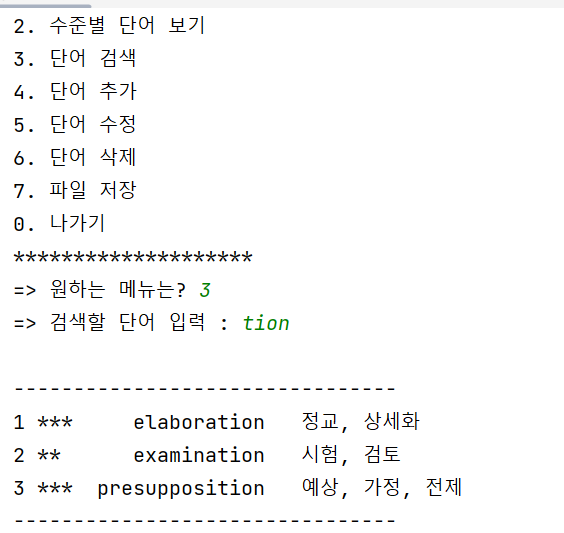 2. 수준별 단어 보기
3. 단어 검색
4. 단어 추가
5. 단어 수정
6. 단어 삭제
7. 파일 저장
0. 나가기
********************
=> 원하는 메뉴는? 3
=> 검색할 단어 입력 : tion
--------------------------------
1 ***     elaboration   정교, 상세화
2 **      examination   시험, 검토
3 ***  presupposition   예상, 가정, 전제
--------------------------------